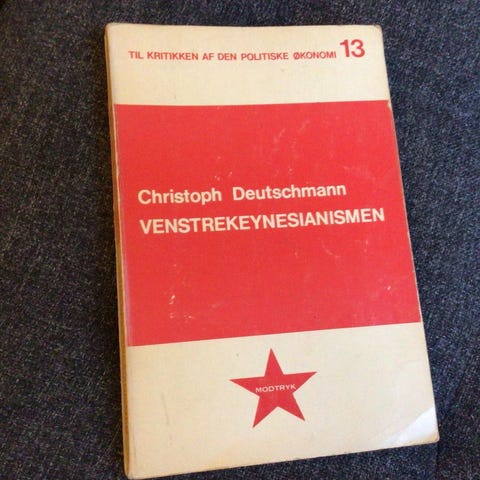 TIL KRITIKKEN AF DEN POLITISKE ØKONOMI 13
Christoph Deutschmann
VENSTREKEYNESIANISMEN
MODTRYK